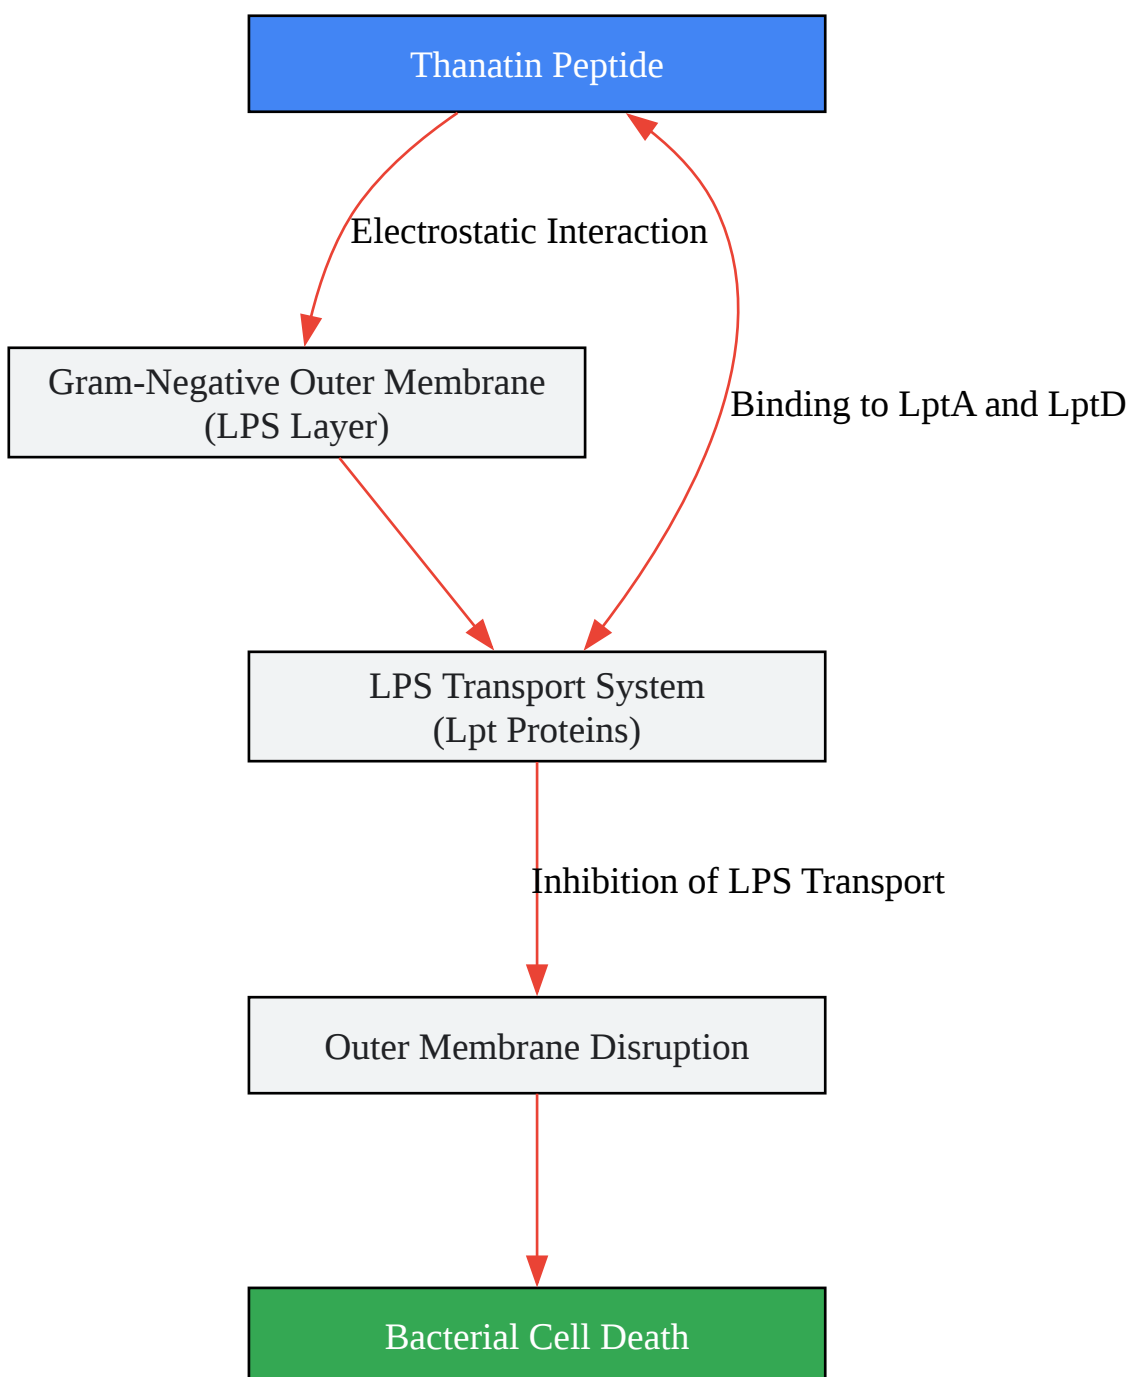 Thanatin Peptide
Electrostatic Interaction
Gram-Negative Outer Membrane
(LPS Layer)
Binding to LptA and LptD
LPS Transport System
(Lpt Proteins)
Inhibition of LPS Transport
Outer Membrane Disruption
Bacterial Cell Death